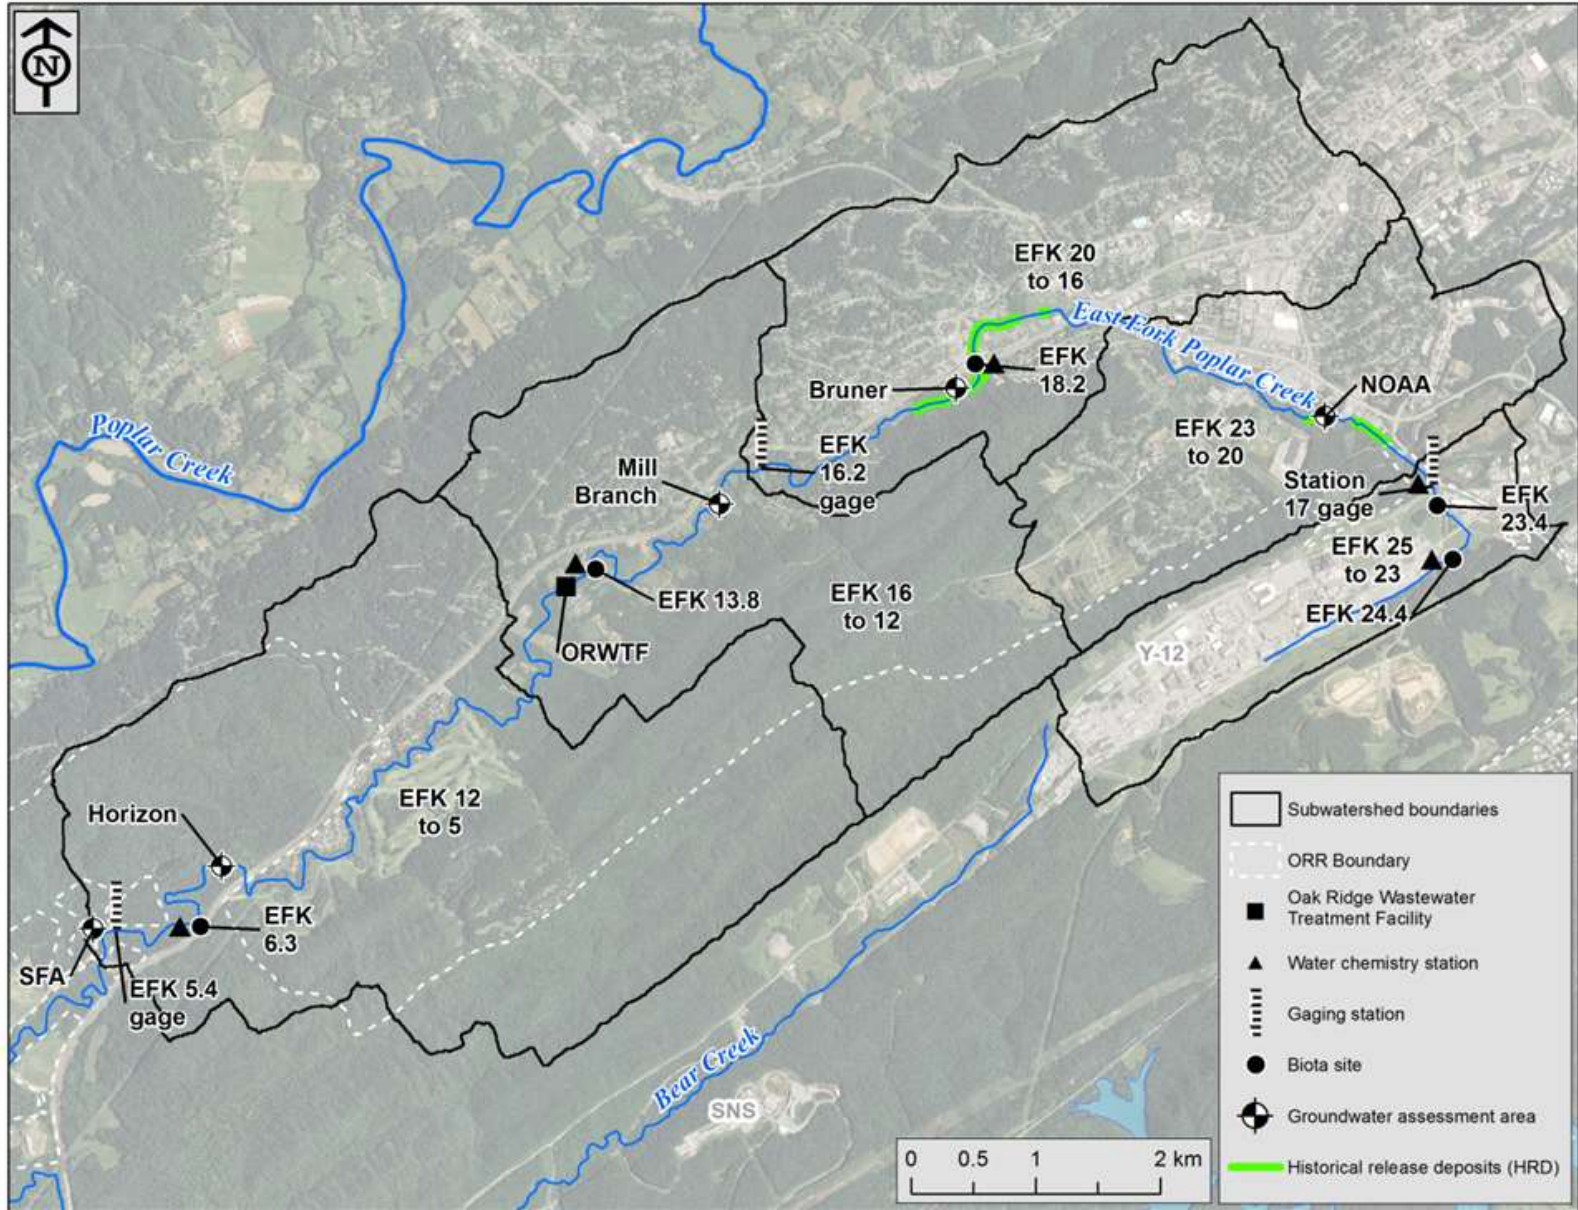 N
EFK 20
to 16
East Fork Poplar Creek
EFK
18.2
Bruner
NOAA
Poplar Creek
EFK 23
to 20
EFK
16.2
gage
Mill
Branch
Station
17 gage
EFK
23.4
EFK 25
to 23
EFK 13.8
EFK 16
to 12
EFK 24.4
ORWTF
Y-12
EFK 12
to 5
Horizon
EFK
6.3
SFA
EFK 5.4
gage
Bear Creek
SNS
Subwatershed boundaries
ORR Boundary
Oak Ridge Wastewater
Treatment Facility
Water chemistry station
Gaging station
Biota site
Groundwater assessment area
Historical release deposits (HRD)
0 0.5 1 2 km